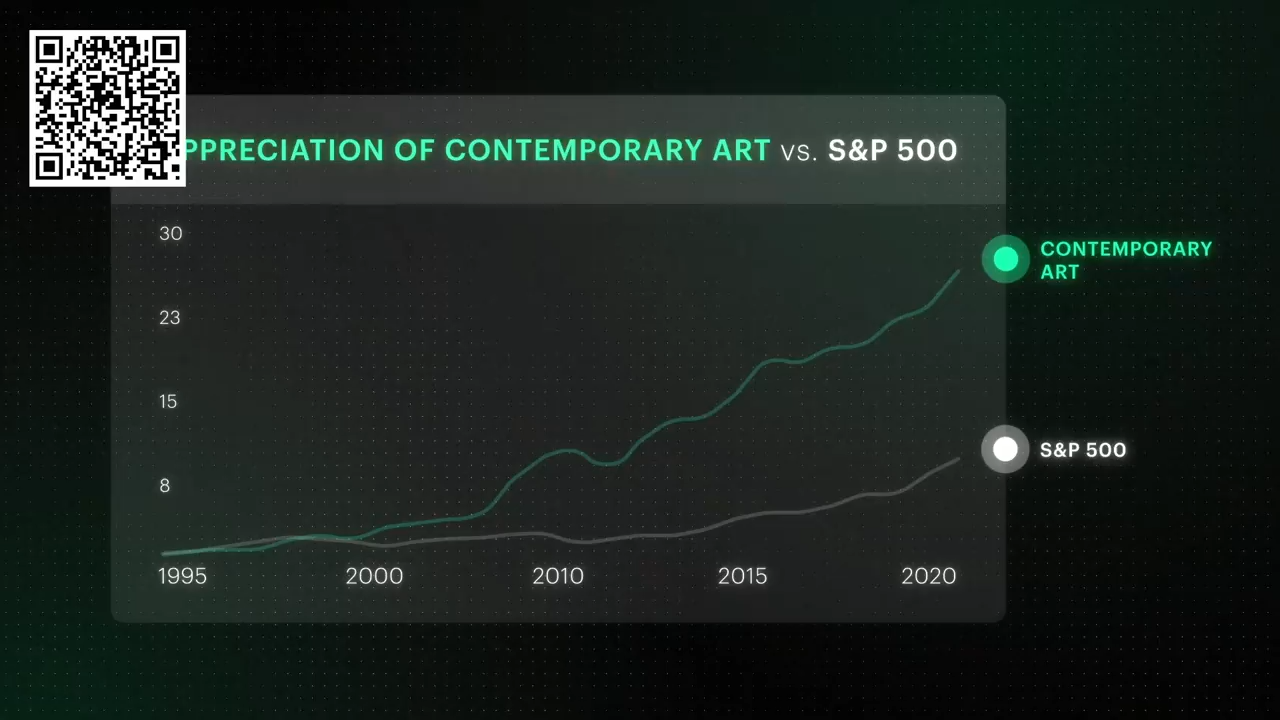 PPRECIATION OF CONTEMPORARY ART VS. S&P 500
30
23
15
8
1995 2000 2010 2015 2020
CONTEMPORARY
ART
S&P 500